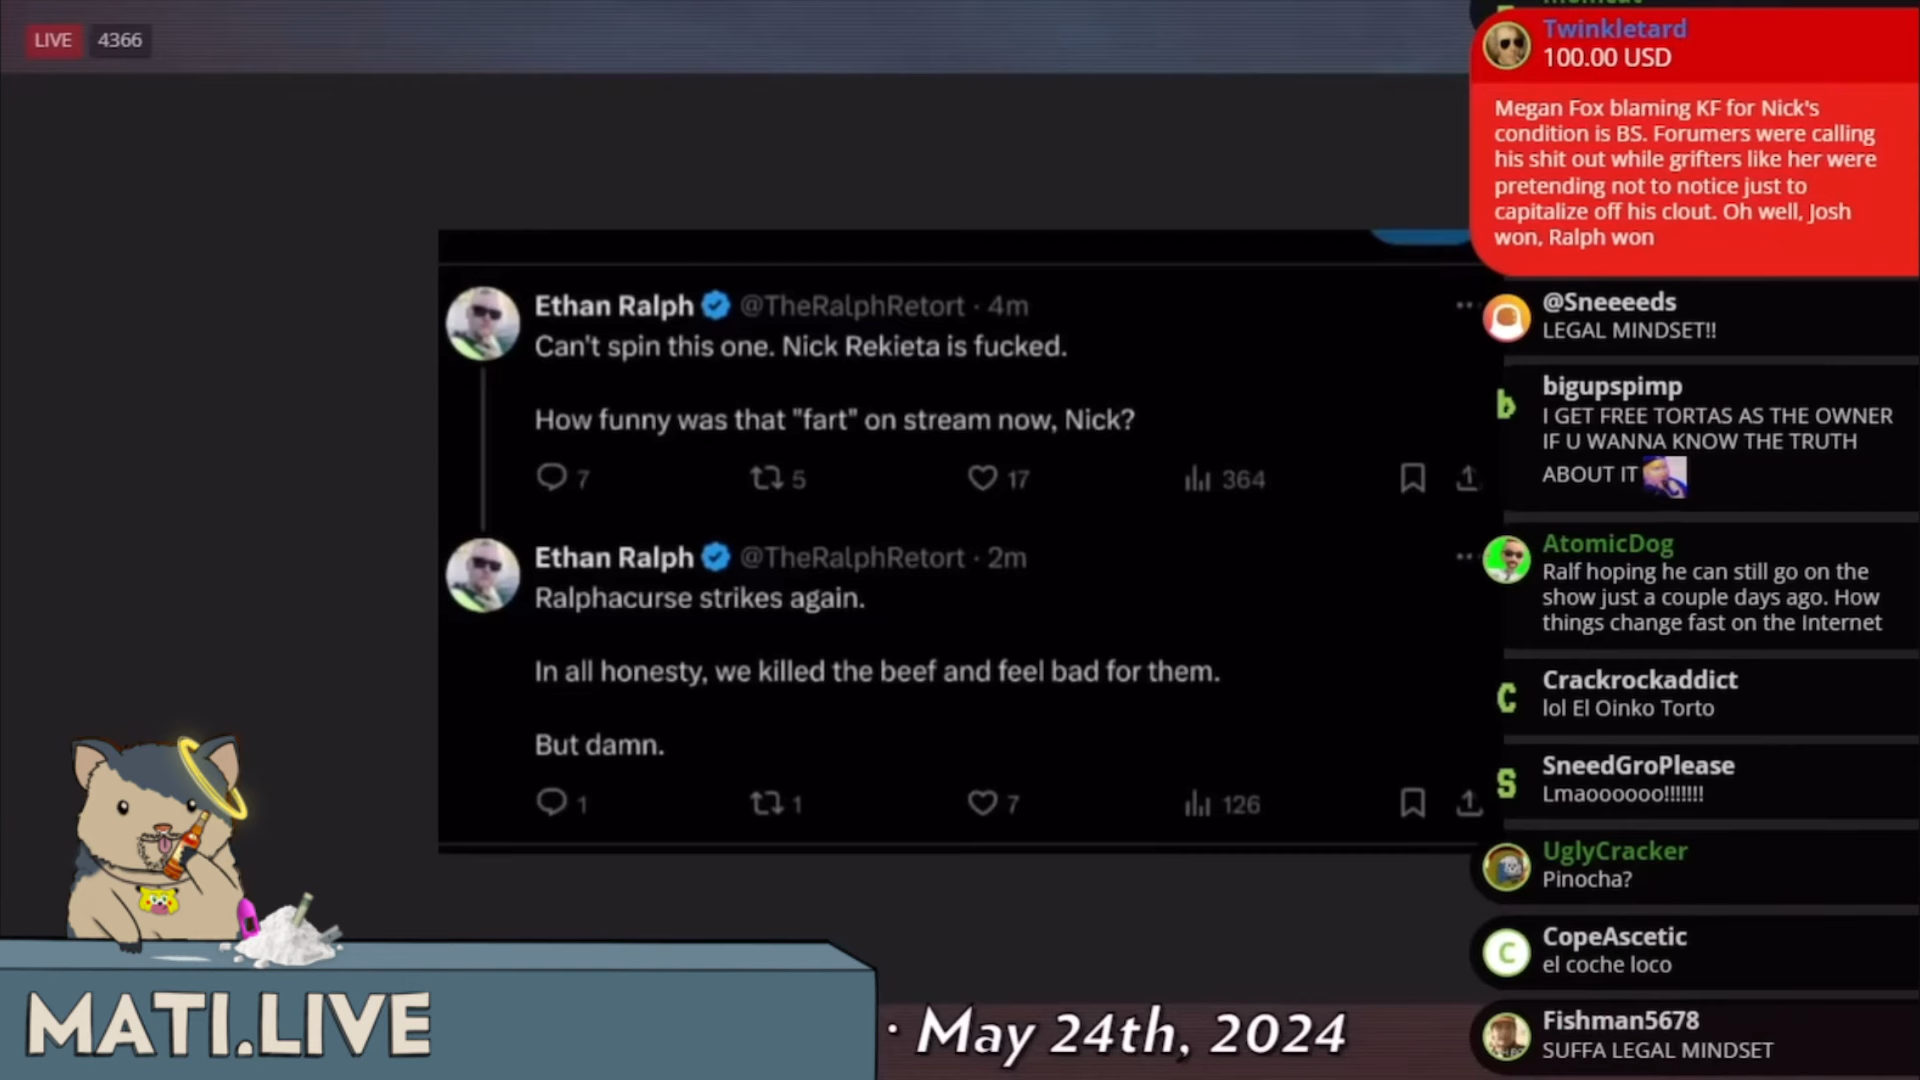 LIVE 4366
Ethan Ralph @TheRalphRetort · 4m
Can't spin this one. Nick Rekieta is fucked.
How funny was that "fart" on stream now, Nick?
7 5 17 364
Ethan Ralph @TheRalphRetort · 2m
Ralphacurse strikes again.
In all honesty, we killed the beef and feel bad for them.
But damn.
1 1 7 126
MATI.LIVE
· May 24th, 2024
Twinkletard
100.00 USD
Megan Fox blaming KF for Nick's
condition is BS. Forumers were calling
his shit out while grifters like her were
pretending not to notice just to
capitalize off his clout. Oh well, Josh
won, Ralph won
@Sneeeeds
LEGAL MINDSET!!
b
bigupspimp
I GET FREE TORTAS AS THE OWNER
IF U WANNA KNOW THE TRUTH
ABOUT IT
AtomicDog
Ralf hoping he can still go on the
show just a couple days ago. How
things change fast on the Internet
C
Crackrockaddict
lol El Oinko Torto
S
SneedGroPlease
Lmaoooooo!!!!!!!
UglyCracker
Pinocha?
C
CopeAscetic
el coche loco
Fishman5678
SUFFA LEGAL MINDSET